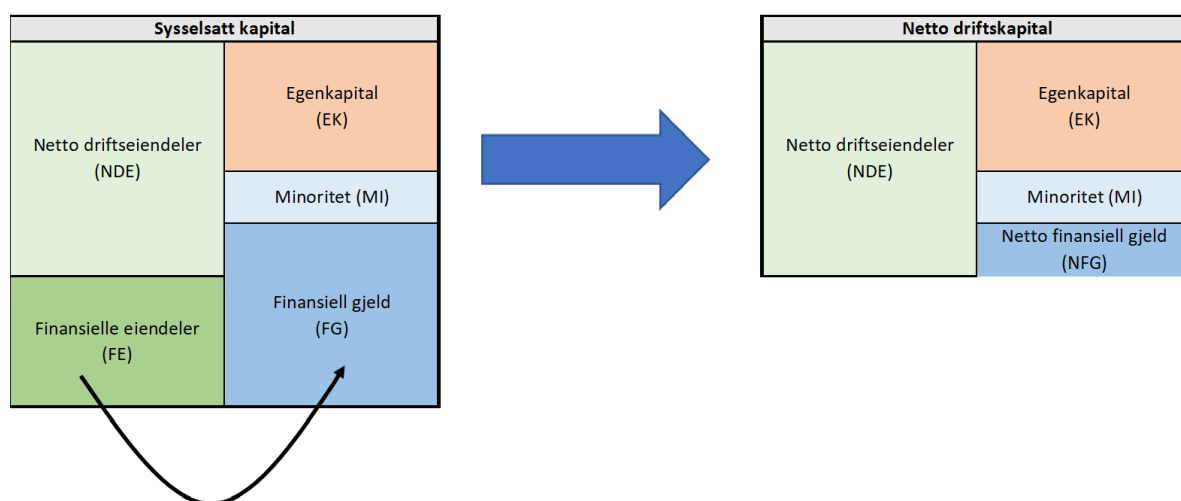 Sysselsatt kapital
Netto driftseiendeler
(NDE)
Finansielle eiendeler
(FE)
Egenkapital
(EK)
Minoritet (MI)
Finansiell gjeld
(FG)
Netto driftskapital
Netto driftseiendeler
(NDE)
Egenkapital
(EK)
Minoritet (MI)
Netto finansiell gjeld
(NFG)